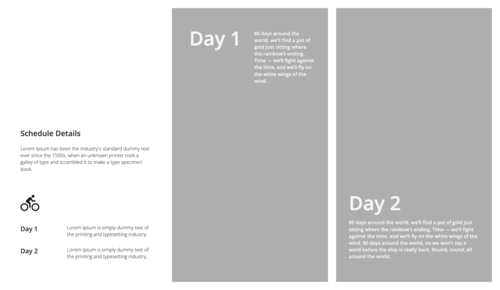 Schedule Details
Lorem Ipsum has been the industry's standard dummy text
ever since the 1500s, when an unknown printer took a
galley of type and scrambled it to make a type specimen
book
Day 1
Lorem Ipsum is simply dummy text of
the printing and typesetting industry.
Day 2
Lorem Ipsum is simply dummy text of
the printing and typesetting industry.
Day 1
80 days around the
world, we'll find a pot of
gold just sitting where
the rainbow's ending.
Time — we'll fight against
the time, and we'll fly on
the white wings of the
wind.
Day 2
80 days around the world, we'll find a pot of gold just
sitting where the rainbow's ending. Time — we'll fight
against the time, and we'll fly on the white wings of the
wind. 80 days around the world, no we won't say a
word before the ship is really back. Round, round, all
around the world.